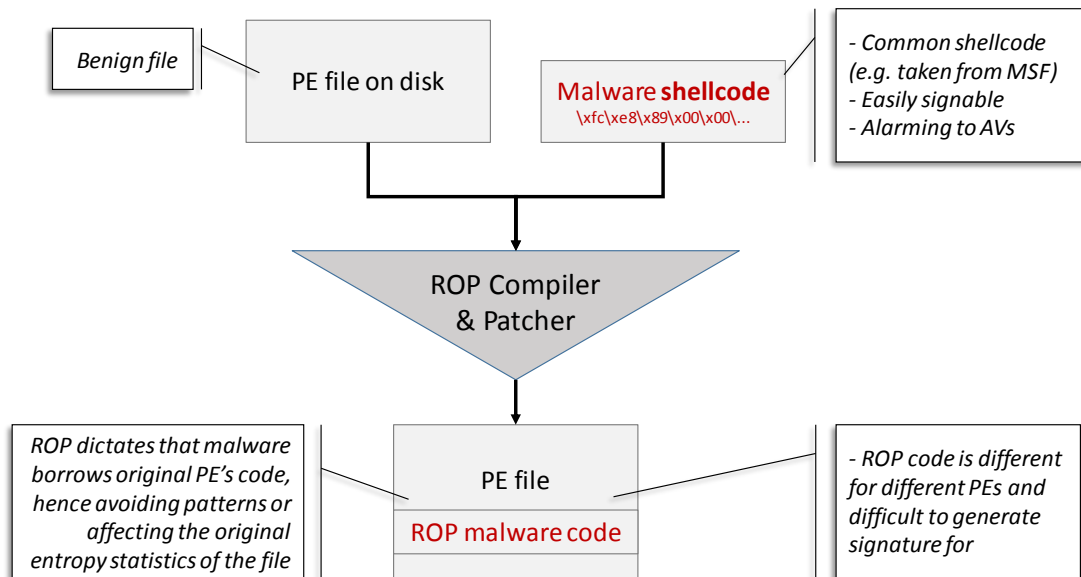 Benign file
PE file on disk
Malware shellcode
\xfc\xe8\x89\x00\x00\...
- Common shellcode
(e.g. taken from MSF)
- Easily signable
- Alarming to AVs
ROP Compiler
& Patcher
ROP dictates that malware
borrows original PE’s code,
hence avoiding patterns or
affecting the original
entropy statistics of the file
PE file
ROP malware code
- ROP code is different
for different PEs and
difficult to generate
signature for